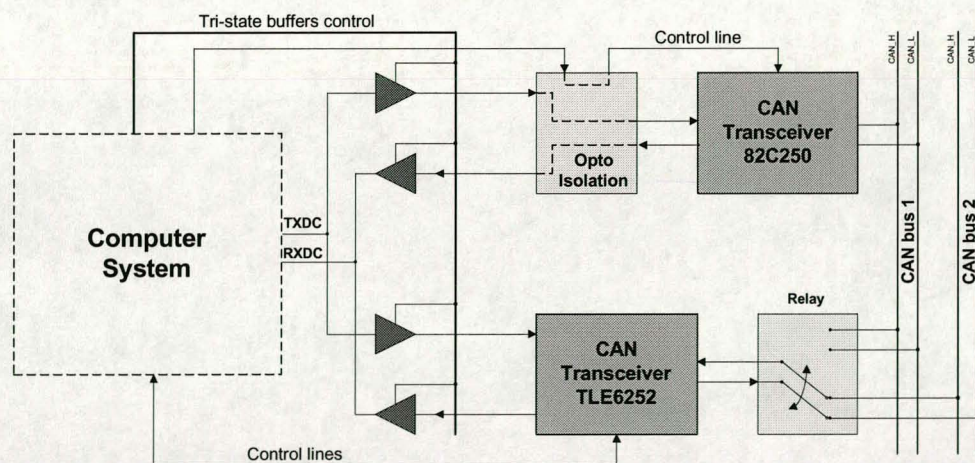 Tri-state buffers control
Control line
CAN_H
CAN_L
CAN_H
CAN_L
CAN
Transceiver
82C250
Opto
Isolation
TXDC
RXDC
Computer
System
CAN bus 1
CAN bus 2
Relay
CAN
Transceiver
TLE6252
Control lines